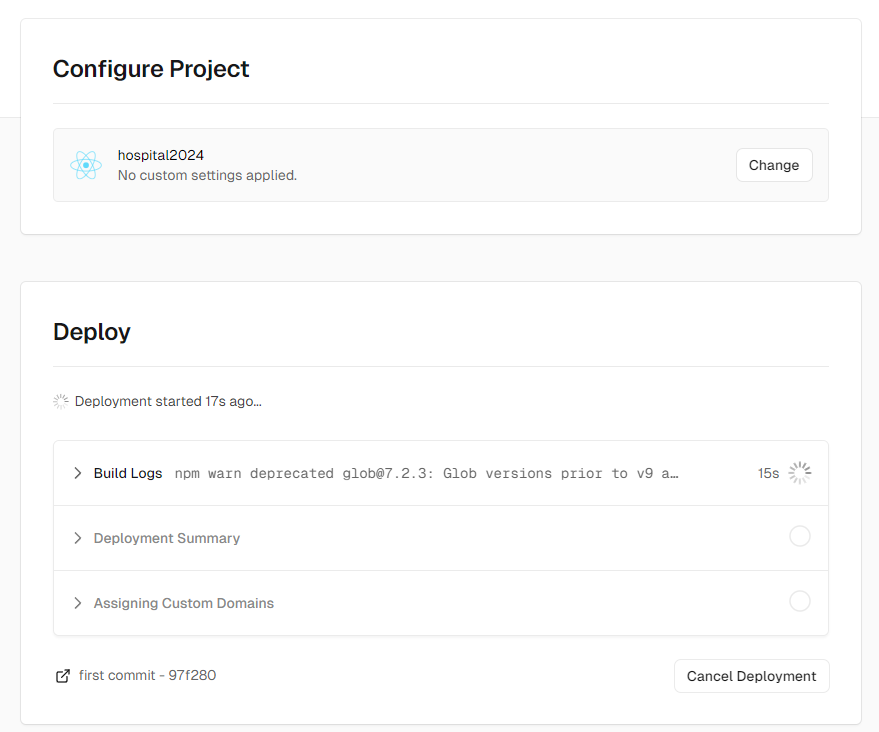 Configure Project
hospital2024
No custom settings applied.
Change
Deploy
Deployment started 17s ago...
Build Logs npm warn deprecated glob@7.2.3: Glob versions prior to v9 a… 15s
Deployment Summary
Assigning Custom Domains
first commit - 97f280
Cancel Deployment